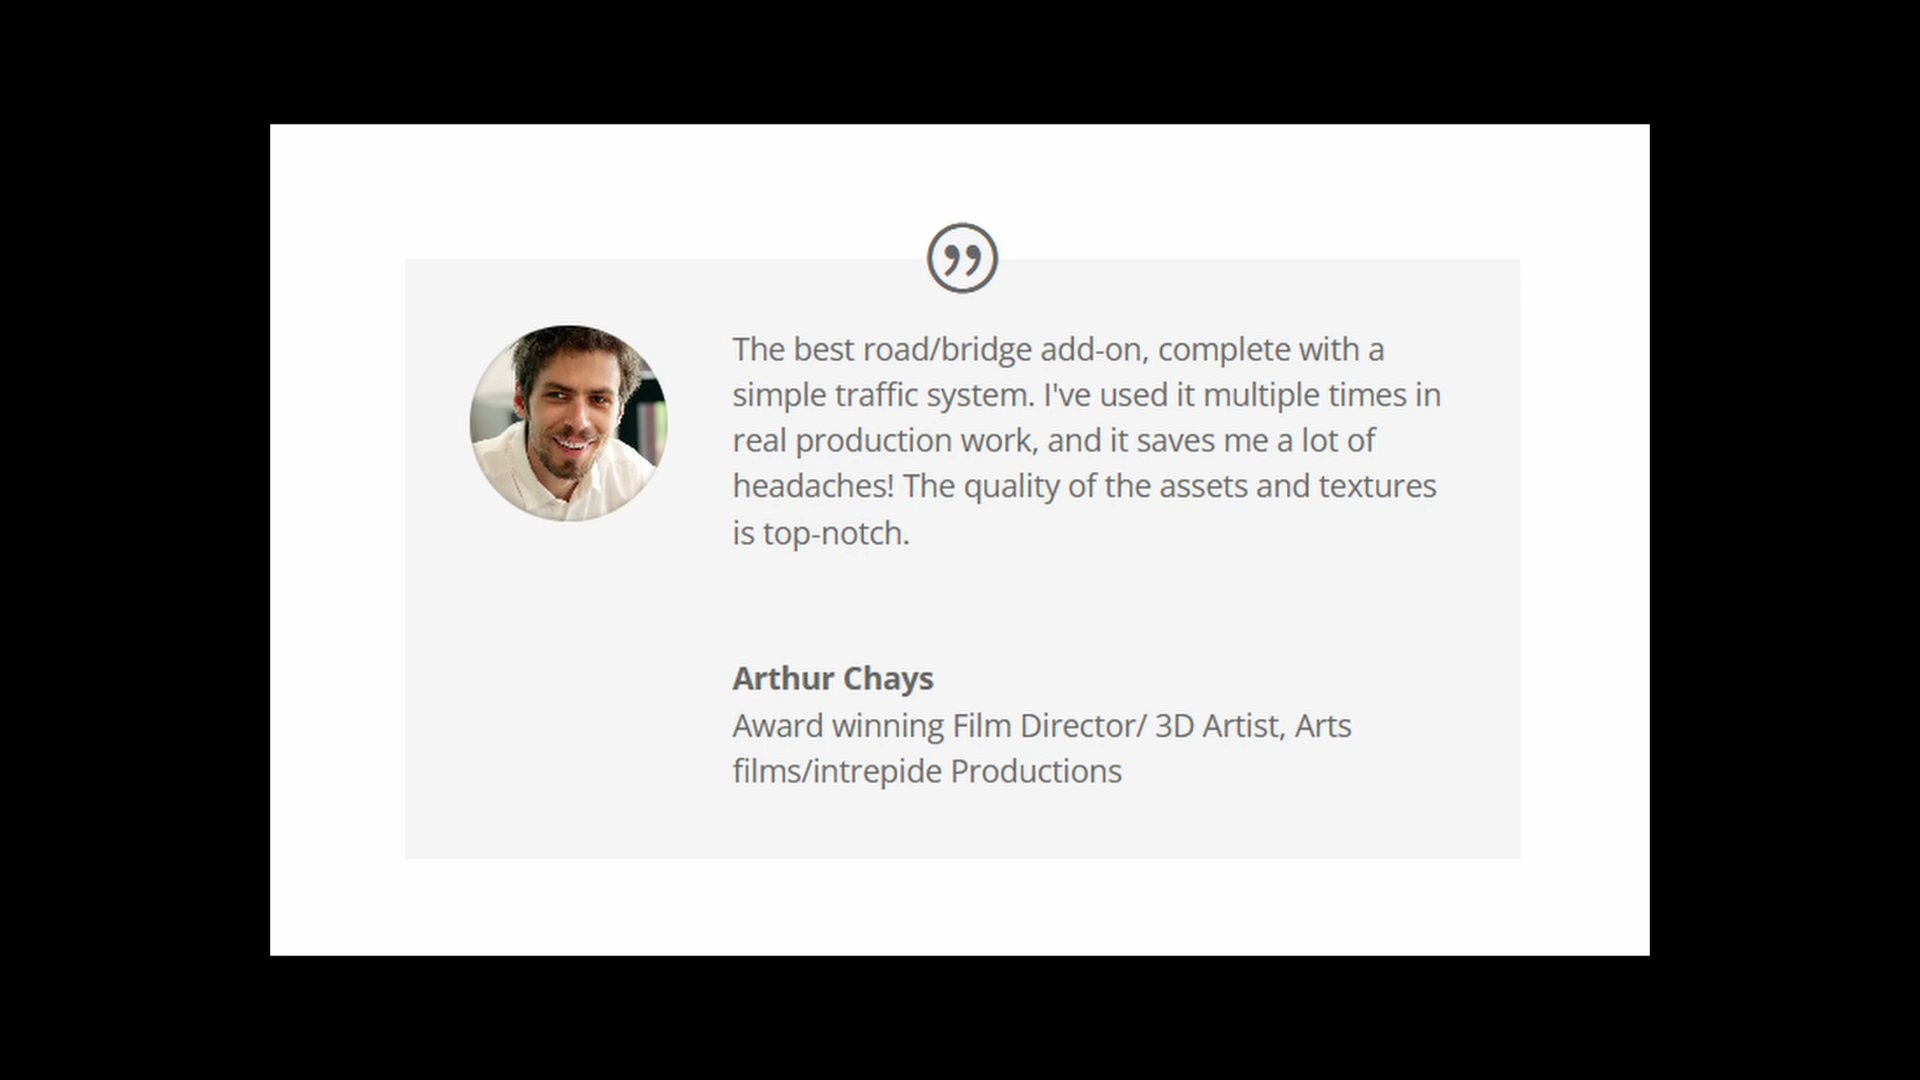 The best road/bridge add-on, complete with a
simple traffic system. I've used it multiple times in
real production work, and it saves me a lot of
headaches! The quality of the assets and textures
is top-notch.
Arthur Chays
Award winning Film Director/ 3D Artist, Arts
films/intrepide Productions